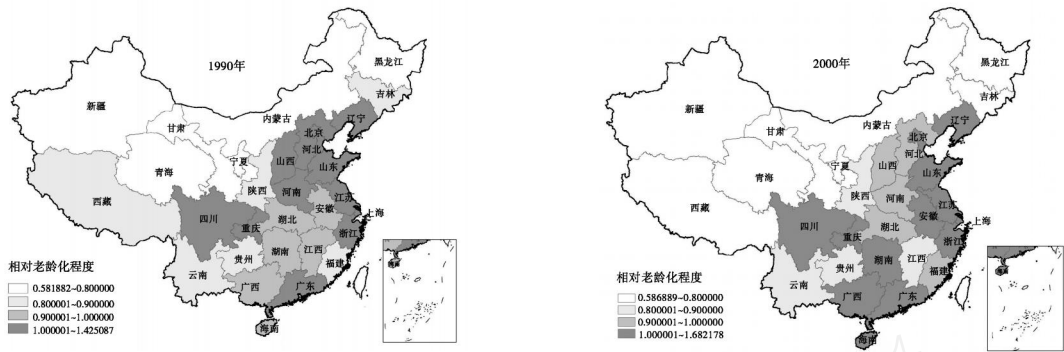 1990年
黑龙江
吉林
辽宁
新疆
内蒙古
甘肃
北京
河北
宁夏
山西
山东
青海
陕西
河南
江苏
西藏
安徽
上海
四川
湖北
重庆
浙江
湖南
江西
贵州
福建
云南
广西
广东
海南
相对老龄化程度
0.581882~0.800000
0.800001~0.900000
0.900001~1.000000
1.000001~1.425087
2000年
黑龙江
吉林
辽宁
新疆
内蒙古
甘肃
北京
河北
宁夏
山西
山东
青海
陕西
河南
江苏
西藏
安徽
上海
四川
湖北
重庆
浙江
湖南
江西
贵州
福建
云南
广西
广东
海南
相对老龄化程度
0.586889~0.800000
0.800001~0.900000
0.900001~1.000000
1.000001~1.682178